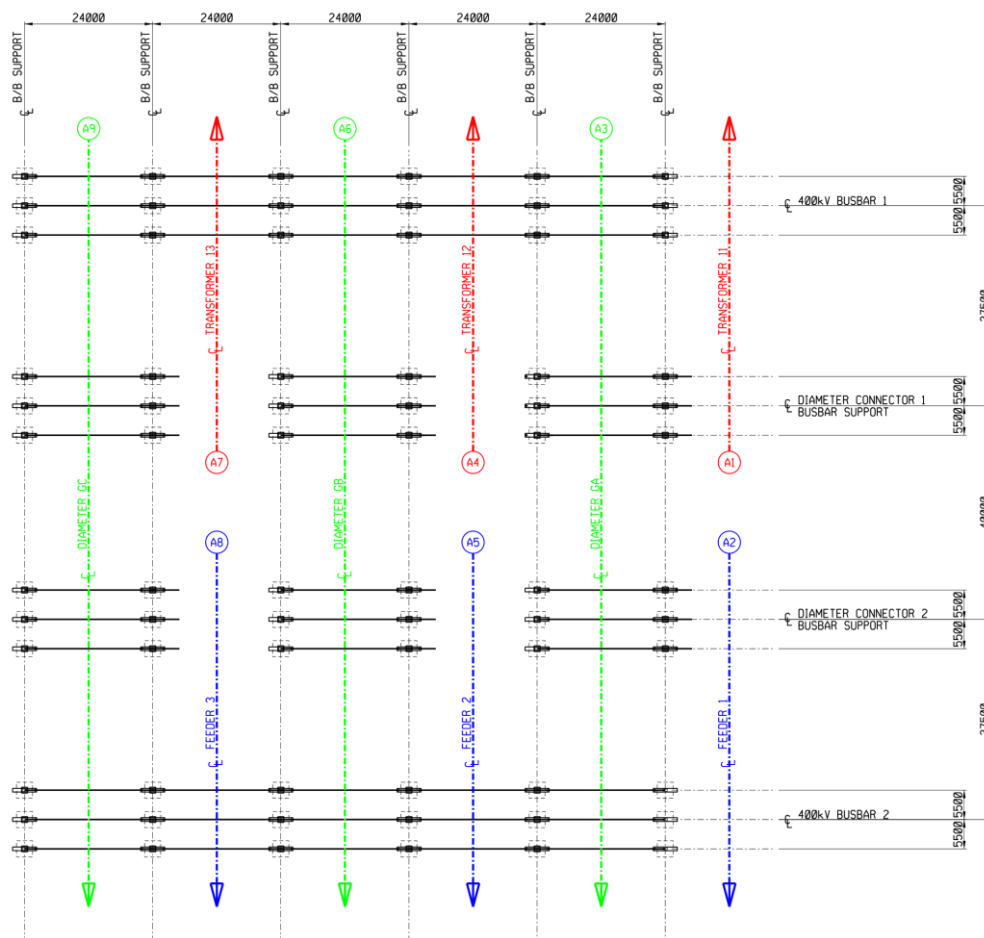 24000
24000
24000
24000
24000
B/B SUPPORT
B/B SUPPORT
B/B SUPPORT
B/B SUPPORT
B/B SUPPORT
B/B SUPPORT
℄
℄
℄
℄
℄
℄
A9
A6
A3
5500
5500
℄ 400kV BUSBAR 1
℄ TRANSFORMER 13
℄ TRANSFORMER 12
℄ TRANSFORMER 11
27500
5500
5500
℄ DIAMETER CONNECTOR 1
BUSBAR SUPPORT
A7
A4
A1
℄ DIAMETER GC
℄ DIAMETER GB
℄ DIAMETER GA
A8
A5
A2
5500
5500
℄ DIAMETER CONNECTOR 2
BUSBAR SUPPORT
℄ FEEDER 3
℄ FEEDER 2
℄ FEEDER 1
27500
5500
5500
℄ 400kV BUSBAR 2